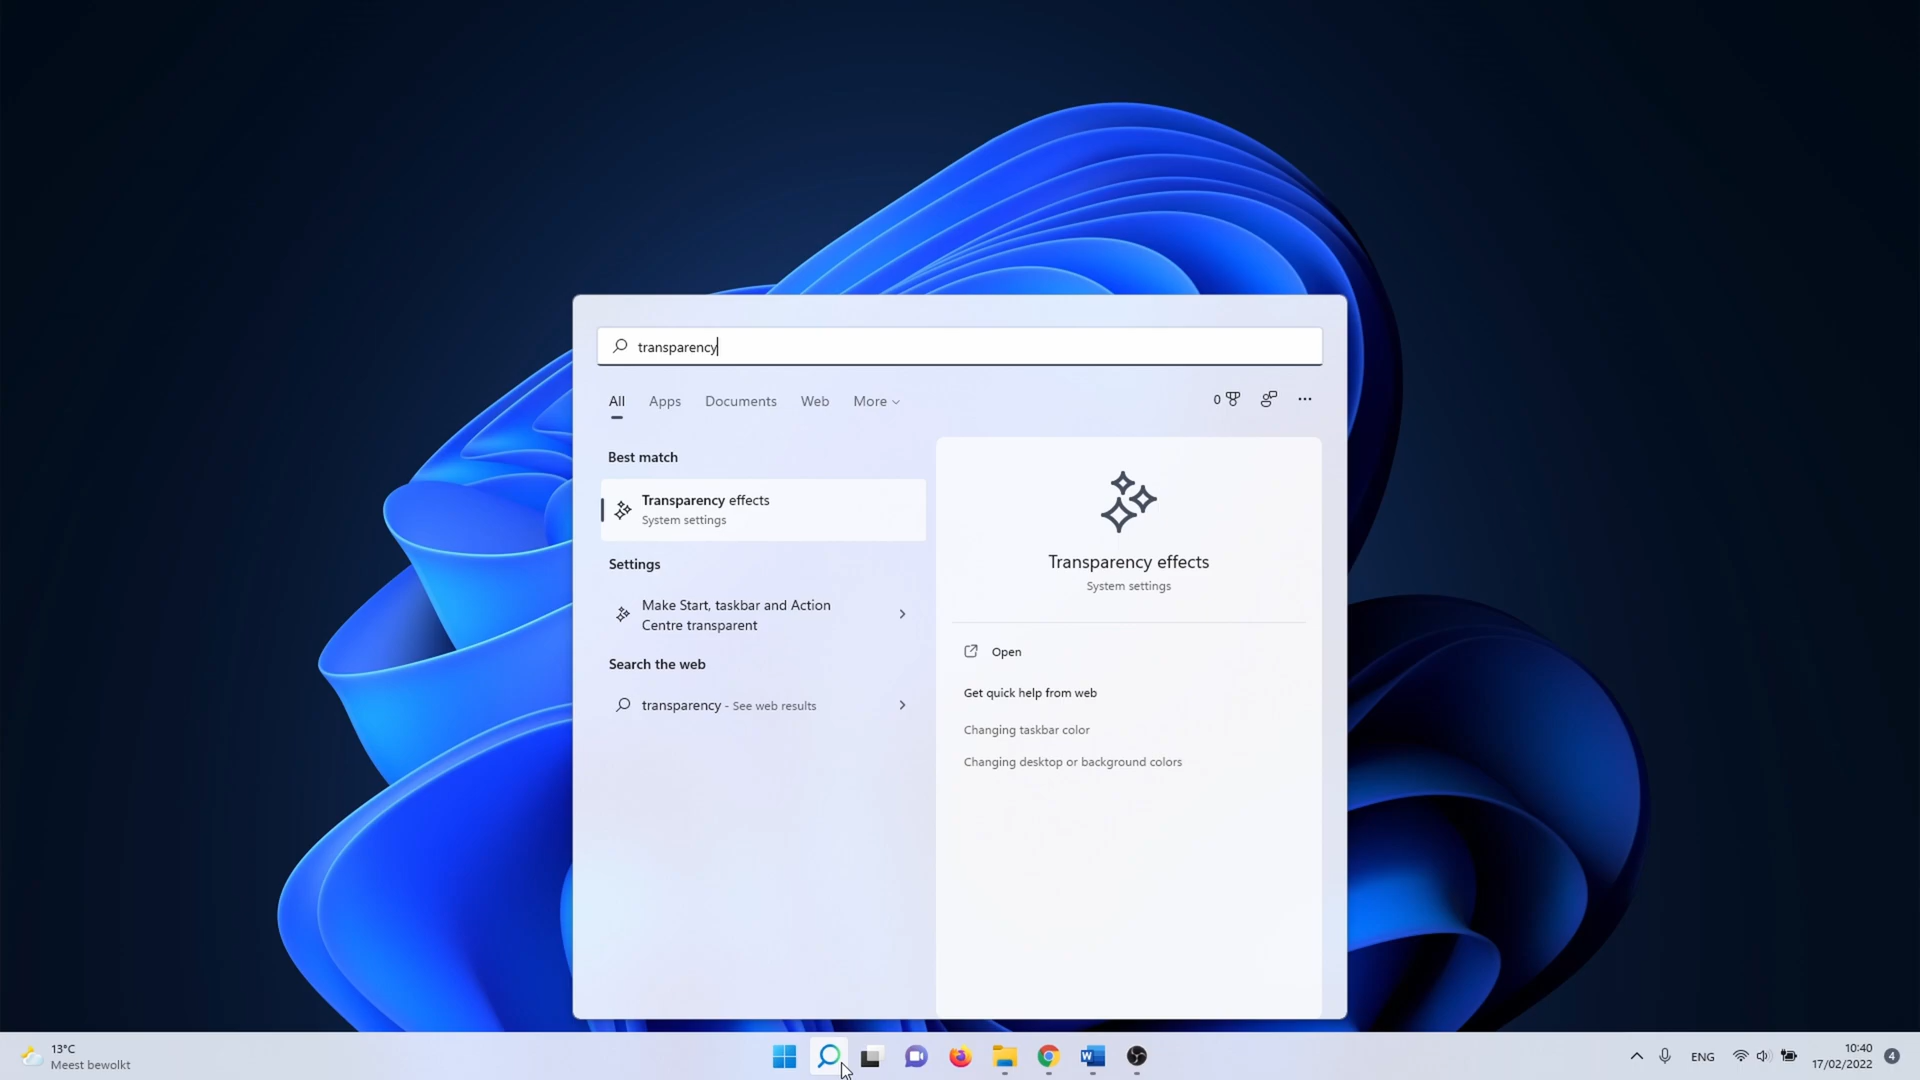 transparency
All Apps Documents Web More
0
Best match
Transparency effects
System settings
Settings
Make Start, taskbar and Action
Centre transparent
Search the web
transparency - See web results
Transparency effects
System settings
Open
Get quick help from web
Changing taskbar color
Changing desktop or background colors
13°C
Meest bewolkt
ENG
10:40
17/02/2022
4